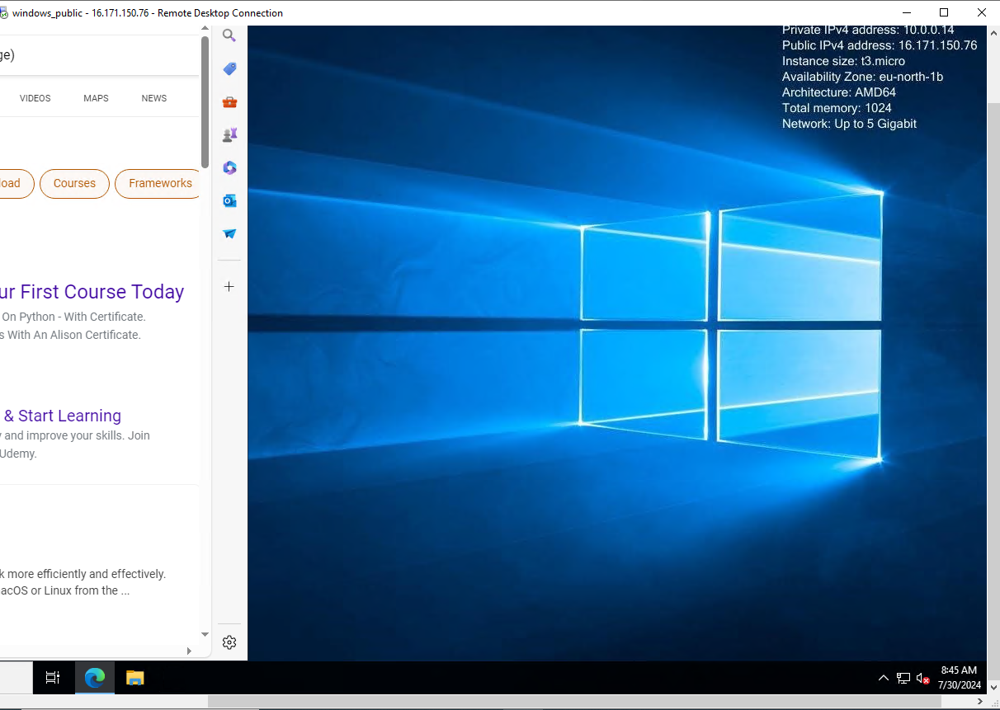 windows_public - 16.171.150.76 - Remote Desktop Connection
ge)
VIDEOS MAPS NEWS
load Courses Frameworks
ur First Course Today
On Python - With Certificate.
s With An Alison Certificate.
& Start Learning
y and improve your skills. Join
Udemy.
k more efficiently and effectively.
acOS or Linux from the ...
Private IPv4 address: 10.0.0.14
Public IPv4 address: 16.171.150.76
Instance size: t3.micro
Availability Zone: eu-north-1b
Architecture: AMD64
Total memory: 1024
Network: Up to 5 Gigabit
8:45 AM
7/30/2024